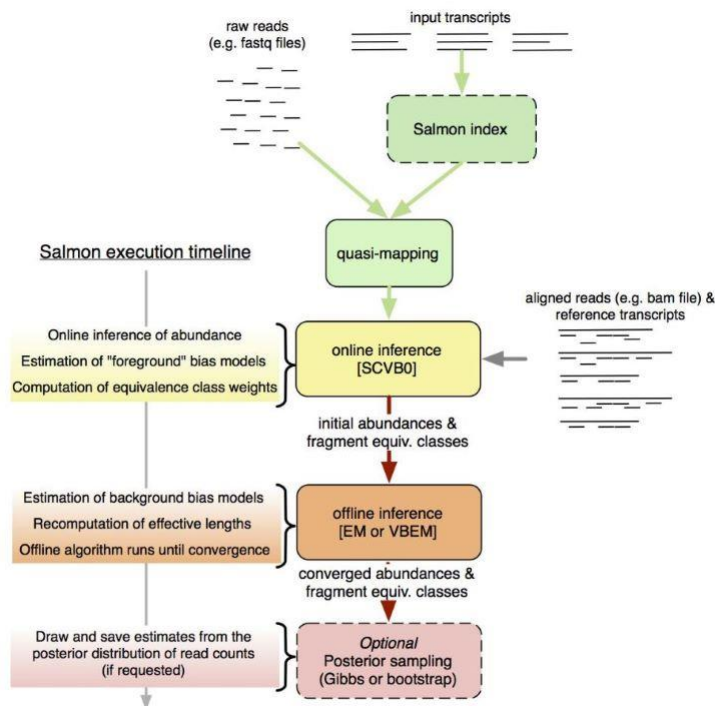 raw reads
(e.g. fastq files)
input transcripts
Salmon index
quasi-mapping
Salmon execution timeline
aligned reads (e.g. bam file) &
reference transcripts
Online inference of abundance
Estimation of "foreground" bias models
Computation of equivalence class weights
online inference
[SCVB0]
initial abundances &
fragment equiv. classes
Estimation of background bias models
Recomputation of effective lengths
Offline algorithm runs until convergence
offline inference
[EM or VBEM]
converged abundances &
fragment equiv. classes
Draw and save estimates from the
posterior distribution of read counts
(if requested)
Optional
Posterior sampling
(Gibbs or bootstrap)